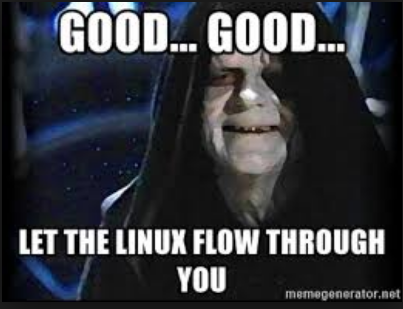 GOOD... GOOD...
LET THE LINUX FLOW THROUGH
YOU
memegenerator.net